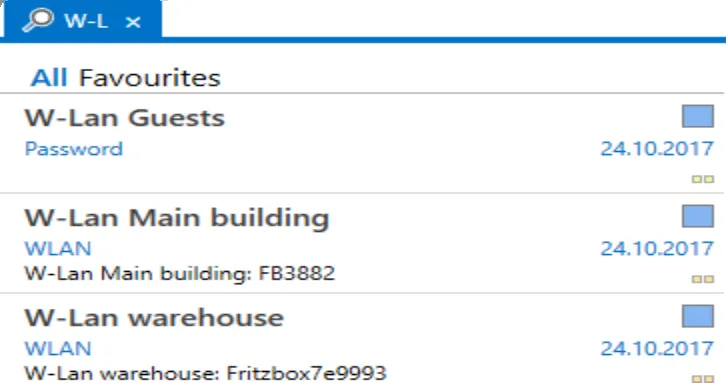 W-L ×
All Favourites
W-Lan Guests
Password 24.10.2017
W-Lan Main building
WLAN 24.10.2017
W-Lan Main building: FB3882
W-Lan warehouse
WLAN 24.10.2017
W-Lan warehouse: Fritzbox7e9993